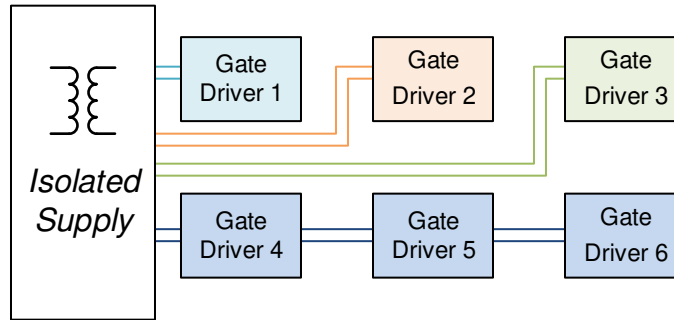 Isolated
Supply
Gate
Driver 1
Gate
Driver 2
Gate
Driver 3
Gate
Driver 4
Gate
Driver 5
Gate
Driver 6